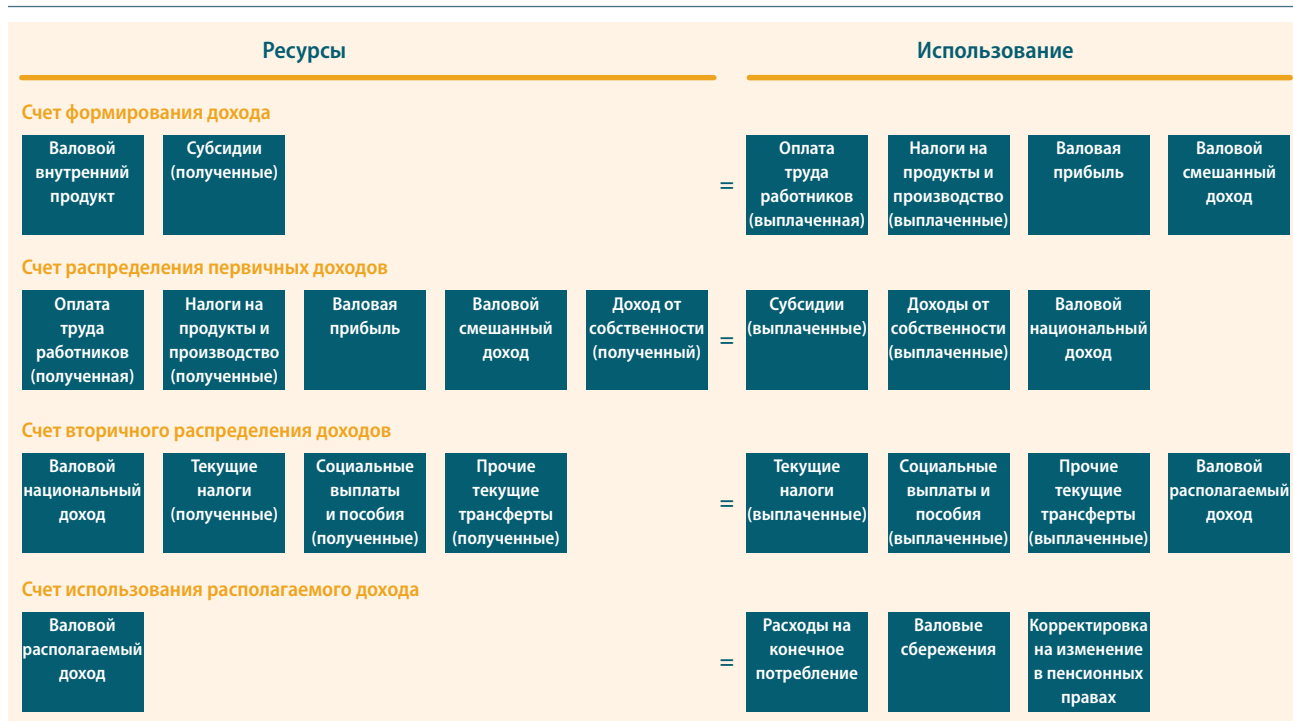 Ресурсы
Использование
Счет формирования дохода
Валовой
внутренний
продукт
Субсидии
(полученные)
=
Оплата
труда
работников
(выплаченная)
Налоги на
продукты и
производство
(выплаченные)
Валовая
прибыль
Валовой
смешанный
доход
Счет распределения первичных доходов
Оплата
труда
работников
(полученная)
Налоги на
продукты и
производство
(полученные)
Валовая
прибыль
Валовой
смешанный
доход
Доход от
собственности
(полученный)
=
Субсидии
(выплаченные)
Доходы от
собственности
(выплаченные)
Валовой
национальный
доход
Счет вторичного распределения доходов
Валовой
национальный
доход
Текущие
налоги
(полученные)
Социальные
выплаты
и пособия
(полученные)
Прочие
текущие
трансферты
(полученные)
=
Текущие
налоги
(выплаченные)
Социальные
выплаты и
пособия
(выплаченные)
Прочие
текущие
трансферты
(выплаченные)
Валовой
располагаемый
доход
Счет использования располагаемого дохода
Валовой
располагаемый
доход
=
Расходы на
конечное
потребление
Валовые
сбережения
Корректировка
на изменение
в пенсионных
правах